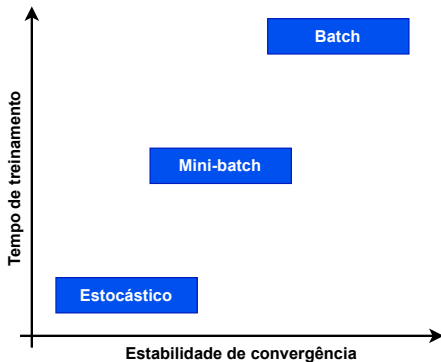 Batch
Tempo de treinamento
Mini-batch
Estocástico
Estabilidade de convergência